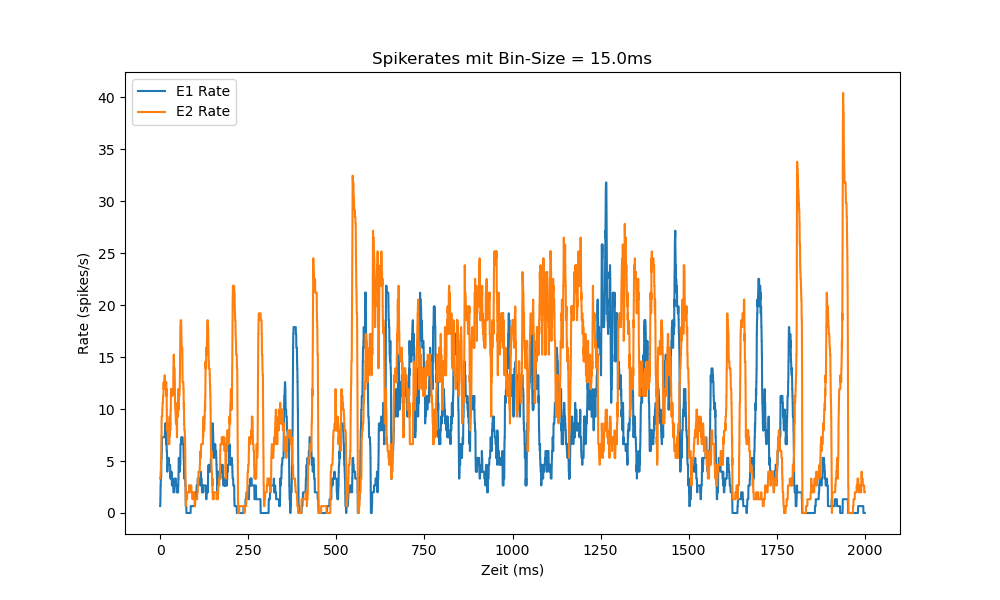 Spikerates mit Bin-Size = 15.0ms
E1 Rate
E2 Rate
Rate (spikes/s)
40
35
30
25
20
15
10
5
0
0 250 500 750 1000 1250 1500 1750 2000
Zeit (ms)